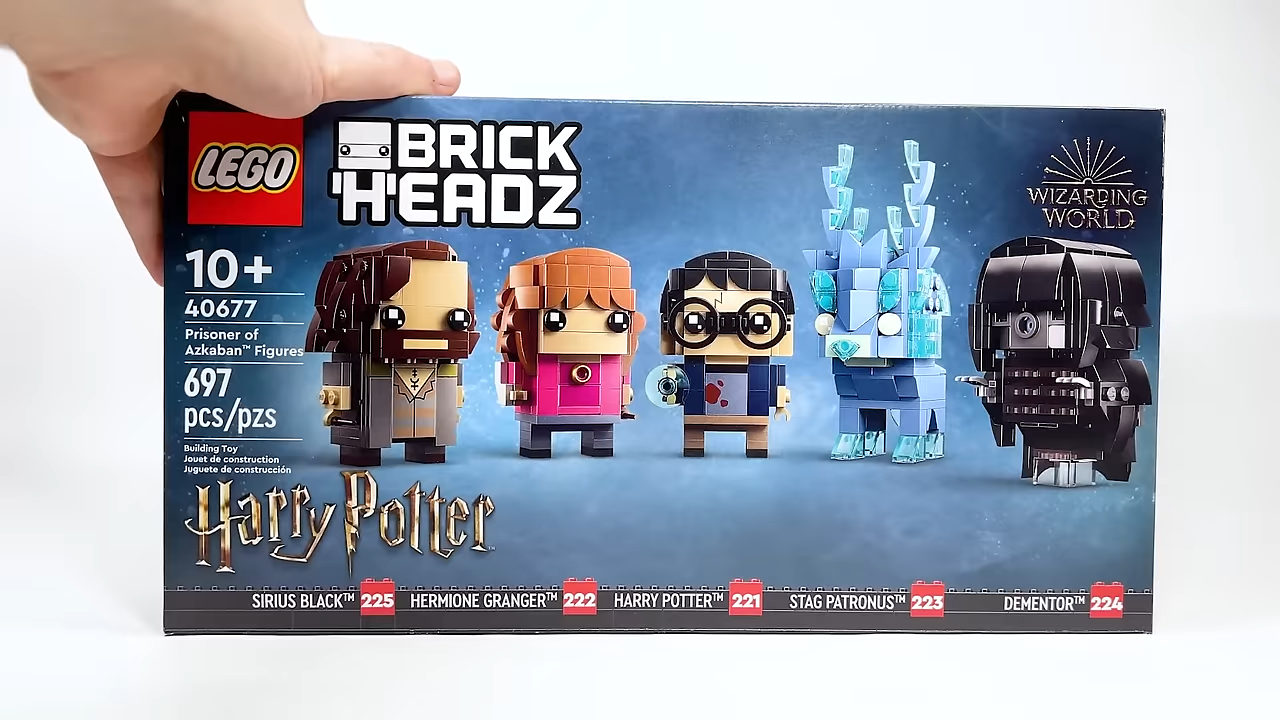 LEGO
BRICK
HEADZ
WIZARDING
WORLD
10+
40677
Prisoner of
Azkaban™ Figures
697
pcs/pzs
Building Toy
Jouet de construction
Juguete de construcción
Harry Potter
SIRIUS BLACK™ 225 HERMIONE GRANGER™ 222 HARRY POTTER™ 221 STAG PATRONUS™ 223 DEMENTOR™ 224